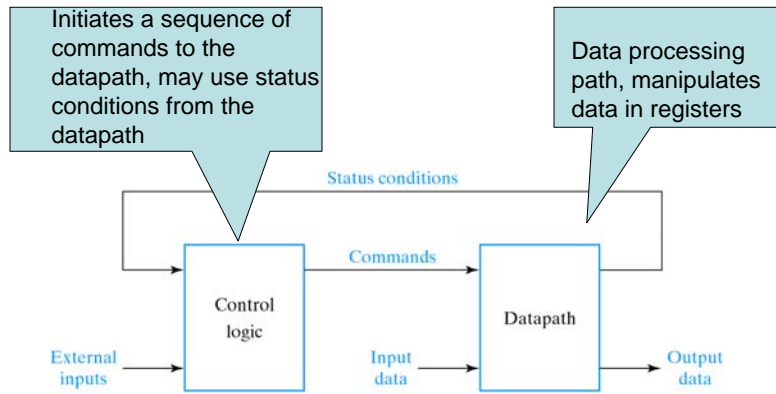 Initiates a sequence of
commands to the
datapath, may use status
conditions from the
datapath
Data processing
path, manipulates
data in registers
Status conditions
Commands
Control
logic
Datapath
External
inputs
Input
data
Output
data